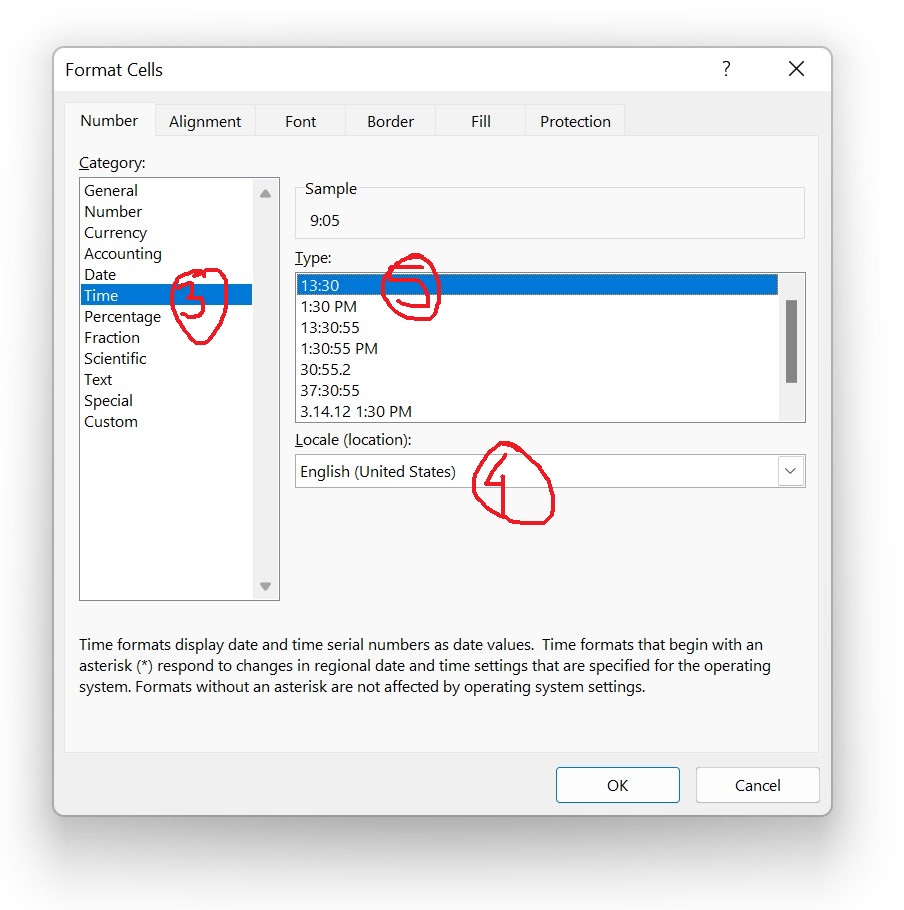 Format Cells ?
Number Alignment Font Border Fill Protection
Category:
General
Number
Currency
Accounting
Date
Time
Percentage
Fraction
Scientific
Text
Special
Custom
3
Sample
9:05
Type:
13:30
1:30 PM
13:30:55
1:30:55 PM
30:55.2
37:30:55
3.14.12 1:30 PM
5
Locale (location):
English (United States)
4
Time formats display date and time serial numbers as date values. Time formats that begin with an
asterisk (*) respond to changes in regional date and time settings that are specified for the operating
system. Formats without an asterisk are not affected by operating system settings.
OK Cancel